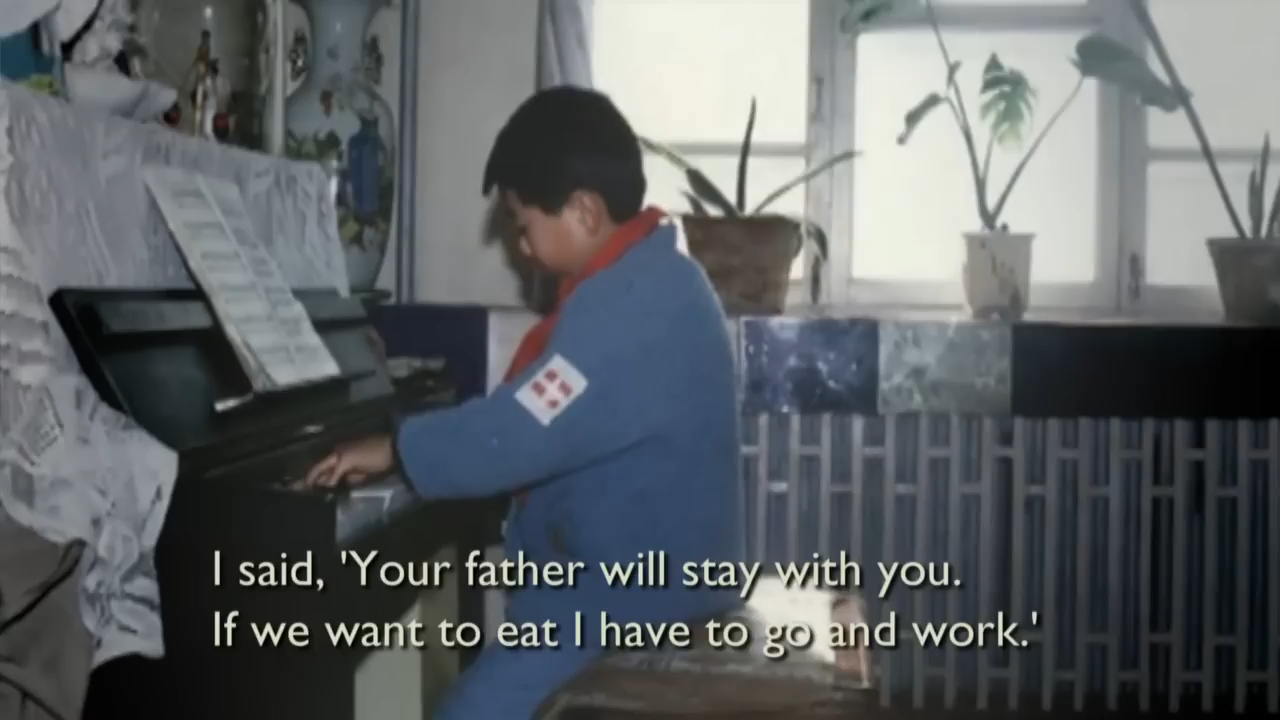 I said, 'Your father will stay with you.
If we want to eat I have to go and work.'